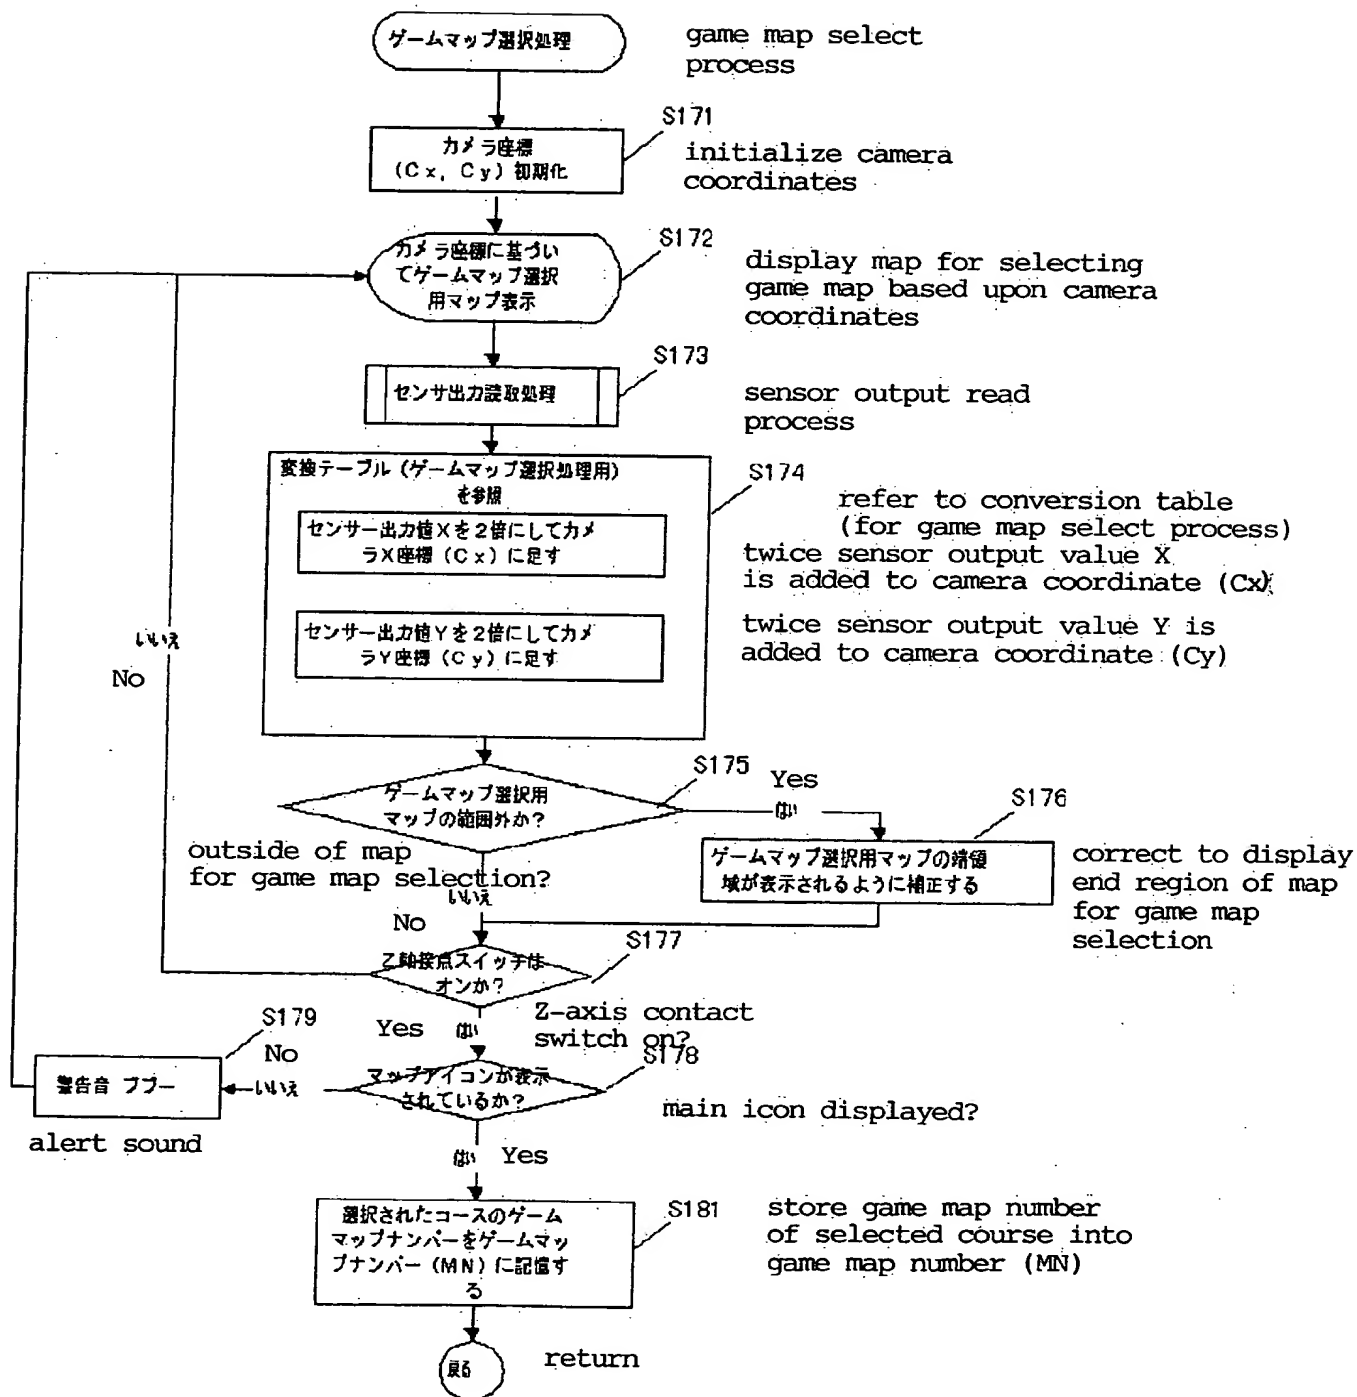 ゲームマップ選択処理
game map select
process
S171
カメラ座標
(Cx, Cy) 初期化
initialize camera
coordinates
S172
カメラ座標に基づい
てゲームマップ選択
用マップ表示
display map for selecting
game map based upon camera
coordinates
S173
センサ出力読取処理
sensor output read
process
S174
変換テーブル (ゲームマップ選択処理用)
を参照
センサー出力値Xを2倍にしてカメ
ラX座標 (Cx) に足す
センサー出力値Yを2倍にしてカメ
ラY座標 (Cy) に足す
refer to conversion table
(for game map select process)
twice sensor output value X
is added to camera coordinate (Cx)
twice sensor output value Y is
added to camera coordinate (Cy)
いいえ
No
S175
ゲームマップ選択用
マップの範囲外か?
outside of map
for game map selection?
Yes
はい
いいえ
No
S176
ゲームマップ選択用マップの端領
域が表示されるように補正する
correct to display
end region of map
for game map
selection
S177
Z軸接点スイッチは
オンか?
Z-axis contact
switch on?
Yes はい
S178
マップアイコンが表示
されているか?
main icon displayed?
No
いいえ
S179
警告音 ブブー
alert sound
はい Yes
S181
選択されたコースのゲーム
マップナンバーをゲームマッ
プナンバー (MN) に記憶す
る
store game map number
of selected course into
game map number (MN)
戻る
return